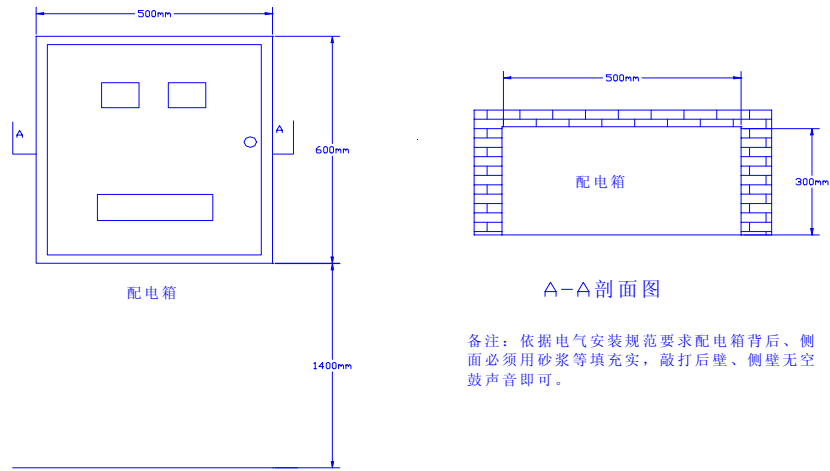 500mm
A
A
600mm
配电箱
1400mm
500mm
配电箱
300mm
A-A剖面图
备注：依据电气安装规范要求配电箱背后、侧
面必须用砂浆等填充实，敲打后壁、侧壁无空
鼓声音即可。